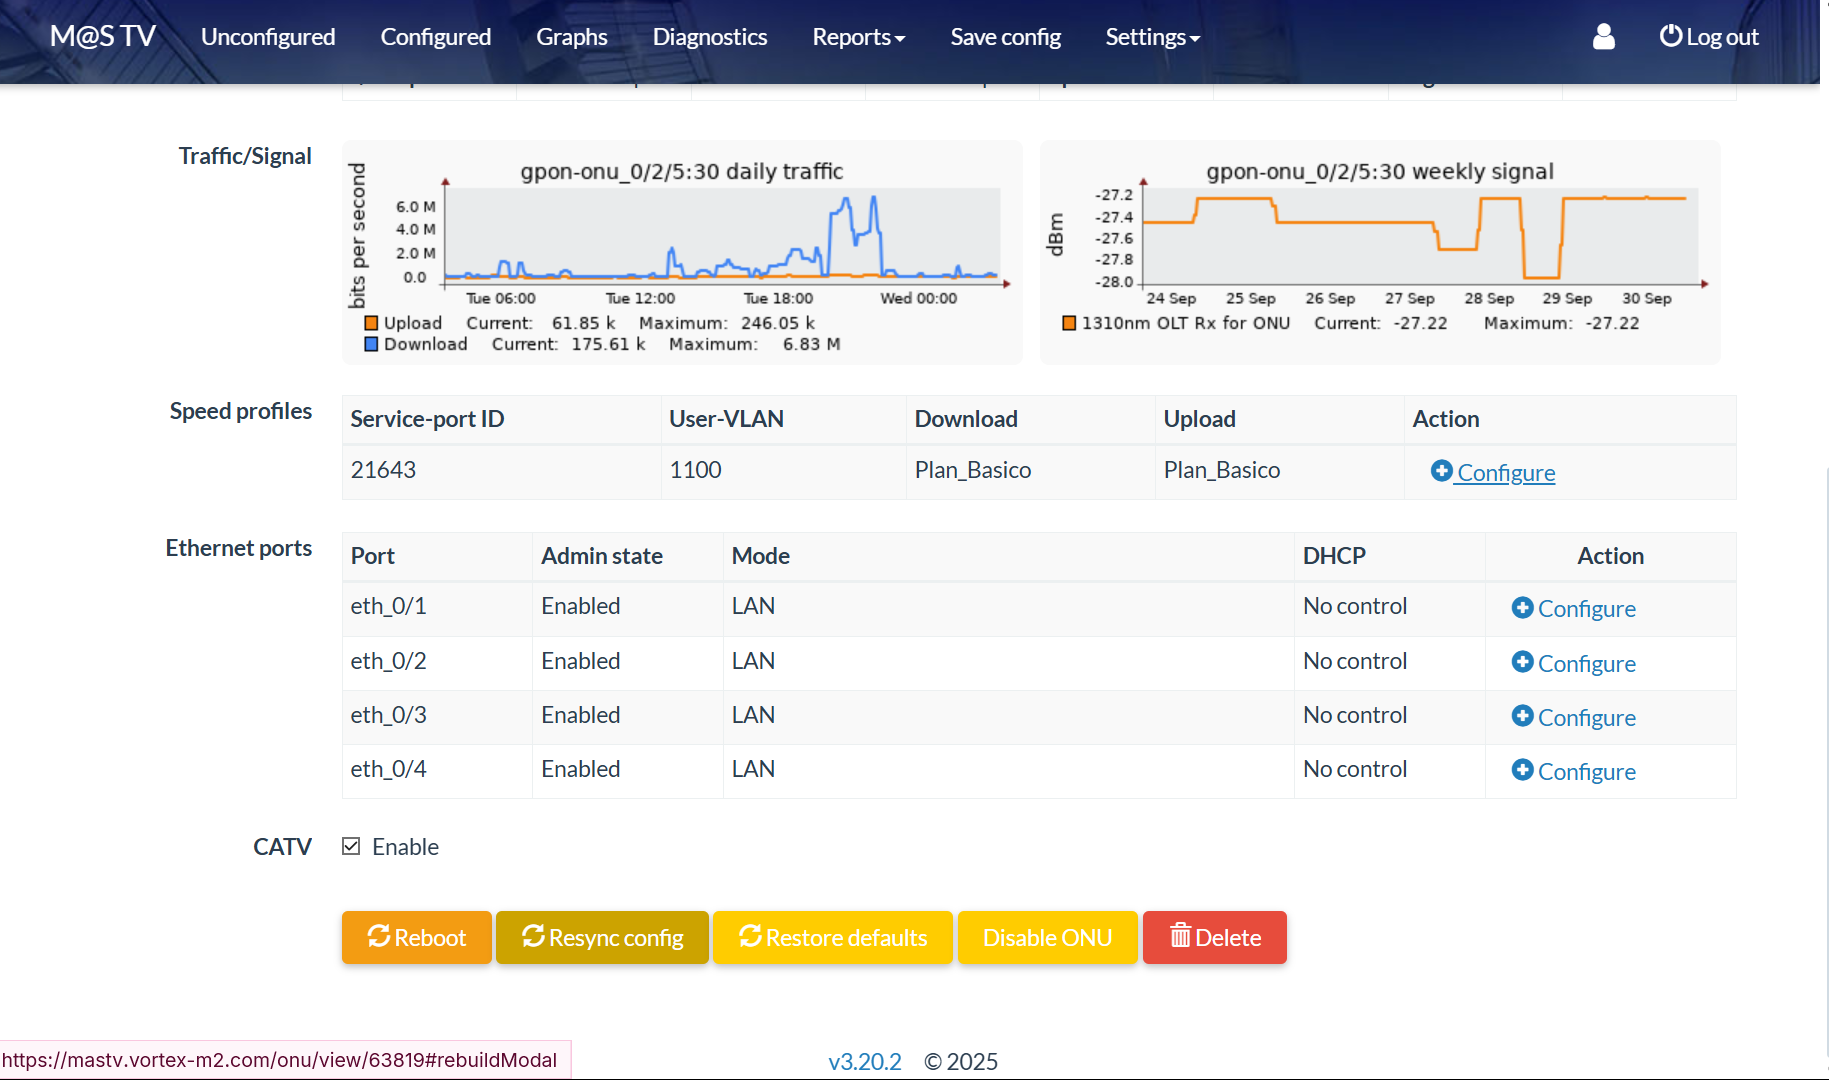 M@S TV Unconfigured Configured Graphs Diagnostics Reports Save config Settings Log out
Traffic/Signal
gpon-onu_0/2/5:30 daily traffic
bits per second
6.0 M
4.0 M
2.0 M
0.0
Tue 06:00 Tue 12:00 Tue 18:00 Wed 00:00
Upload Current: 61.85 k Maximum: 246.05 k
Download Current: 175.61 k Maximum: 6.83 M
gpon-onu_0/2/5:30 weekly signal
dBm
-27.2
-27.4
-27.6
-27.8
-28.0
24 Sep 25 Sep 26 Sep 27 Sep 28 Sep 29 Sep 30 Sep
1310nm OLT Rx for ONU Current: -27.22 Maximum: -27.22
Speed profiles
Service-port ID User-VLAN Download Upload Action
21643 1100 Plan_Basico Plan_Basico Configure
Ethernet ports
Port Admin state Mode DHCP Action
eth_0/1 Enabled LAN No control Configure
eth_0/2 Enabled LAN No control Configure
eth_0/3 Enabled LAN No control Configure
eth_0/4 Enabled LAN No control Configure
CATV Enable
Reboot Resync config Restore defaults Disable ONU Delete
https://mastv.vortex-m2.com/onu/view/63819#rebuildModal
v3.20.2 © 2025